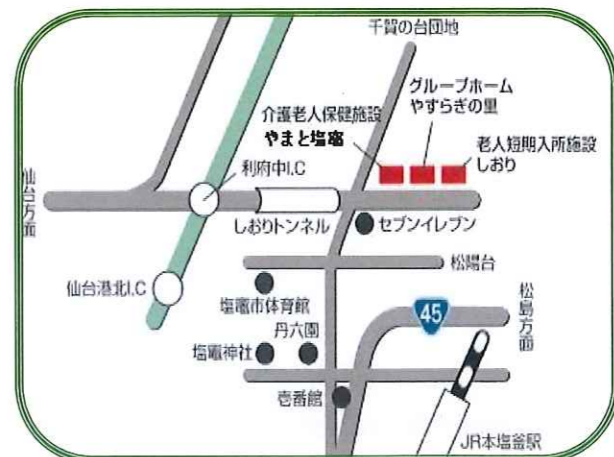 千賀の台団地
グループホーム
やすらぎの里
介護老人保健施設
やまと塩竈
老人短期入所施設
しおり
利府中I.C
仙台方面
しおりトンネル
セブンイレブン
松陽台
仙台港北I.C
塩竈市体育館
丹六園
塩竈神社
45
松島方面
壱番館
JR本塩釜駅